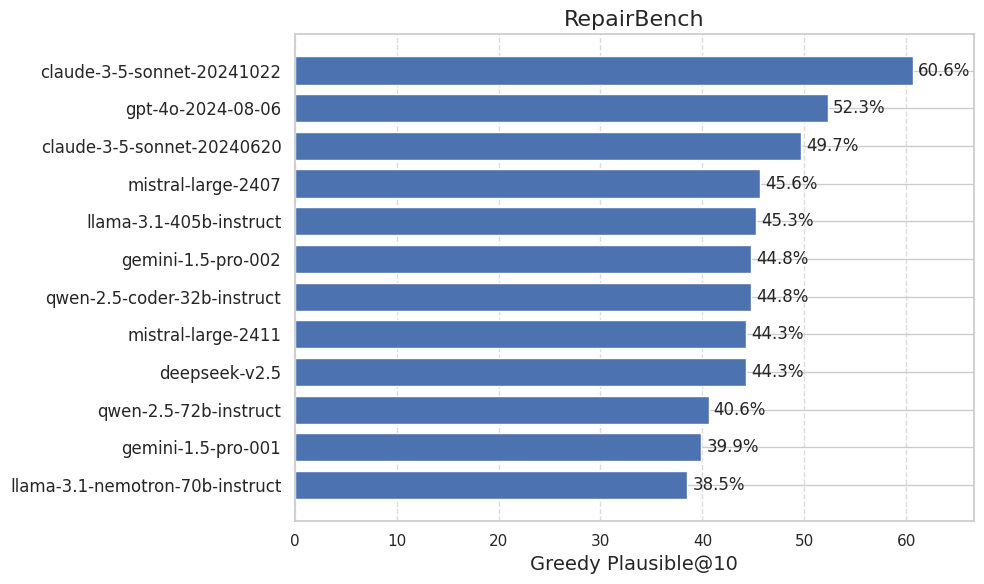 RepairBench
claude-3-5-sonnet-20241022 60.6%
gpt-4o-2024-08-06 52.3%
claude-3-5-sonnet-20240620 49.7%
mistral-large-2407 45.6%
llama-3.1-405b-instruct 45.3%
gemini-1.5-pro-002 44.8%
qwen-2.5-coder-32b-instruct 44.8%
mistral-large-2411 44.3%
deepseek-v2.5 44.3%
qwen-2.5-72b-instruct 40.6%
gemini-1.5-pro-001 39.9%
llama-3.1-nemotron-70b-instruct 38.5%
0 10 20 30 40 50 60
Greedy Plausible@10